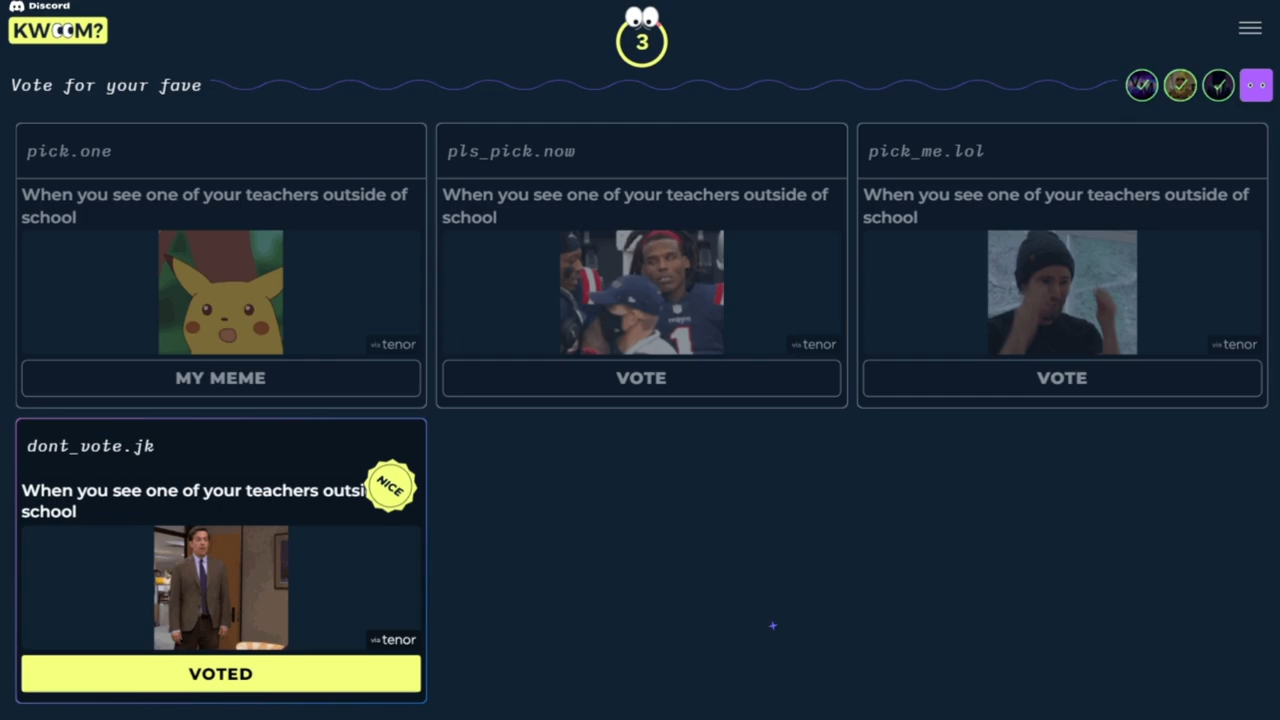 Discord
KWOOM?
3
Vote for your fave
pick.one
When you see one of your teachers outside of
school
via tenor
MY MEME
pls_pick.now
When you see one of your teachers outside of
school
via tenor
VOTE
pick_me.lol
When you see one of your teachers outside of
school
via tenor
VOTE
dont_vote.jk
NICE
When you see one of your teachers outsi
school
via tenor
VOTED